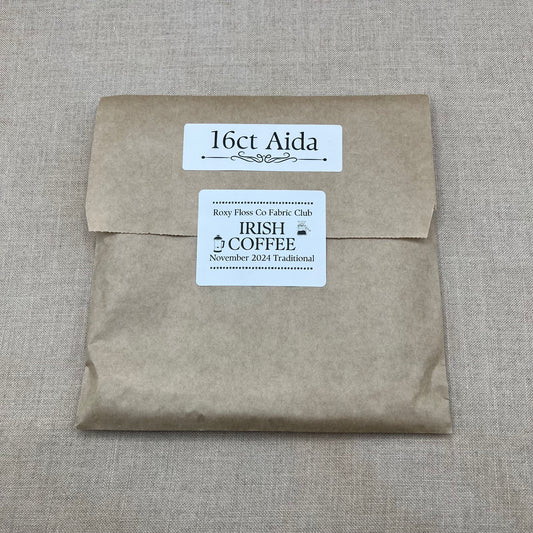 16ct Aida
Roxy Floss Co Fabric Club
IRISH
COFFEE
November 2024 Traditional